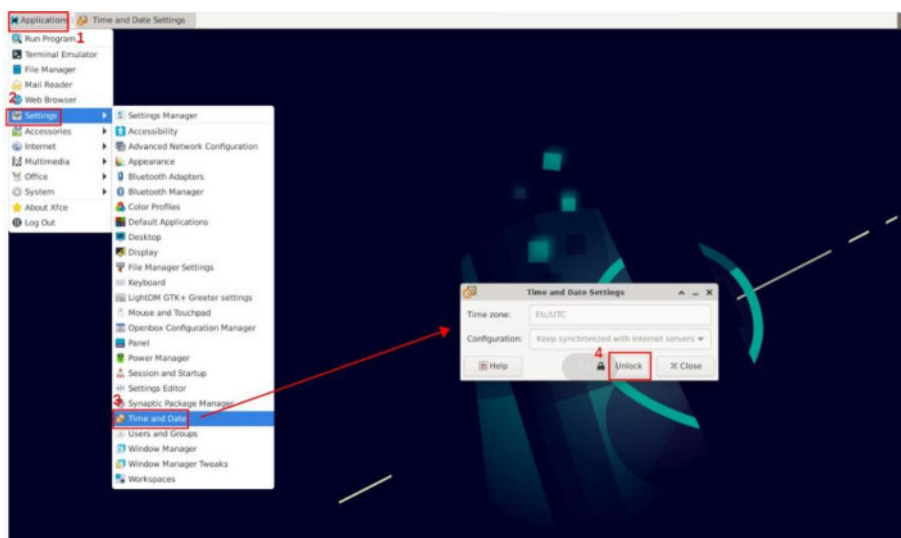 Applications
Time and Date Settings
1
Run Program
Terminal Emulator
File Manager
Mail Reader
2
Web Browser
Settings
Accessories
Internet
Multimedia
Office
System
About Xfce
Log Out
Settings Manager
Accessibility
Advanced Network Configuration
Appearance
Bluetooth Adapters
Bluetooth Manager
Color Profiles
Default Applications
Desktop
Display
File Manager Settings
Keyboard
LightDM GTK+ Greeter settings
Mouse and Touchpad
Openbox Configuration Manager
Panel
Power Manager
Session and Startup
Settings Editor
3
Synaptic Package Manager
Time and Date
Users and Groups
Window Manager
Window Manager Tweaks
Workspaces
Time and Date Settings
Time zone: Etc/UTC
Configuration: Keep synchronized with Internet servers
4
Help Unlock Close